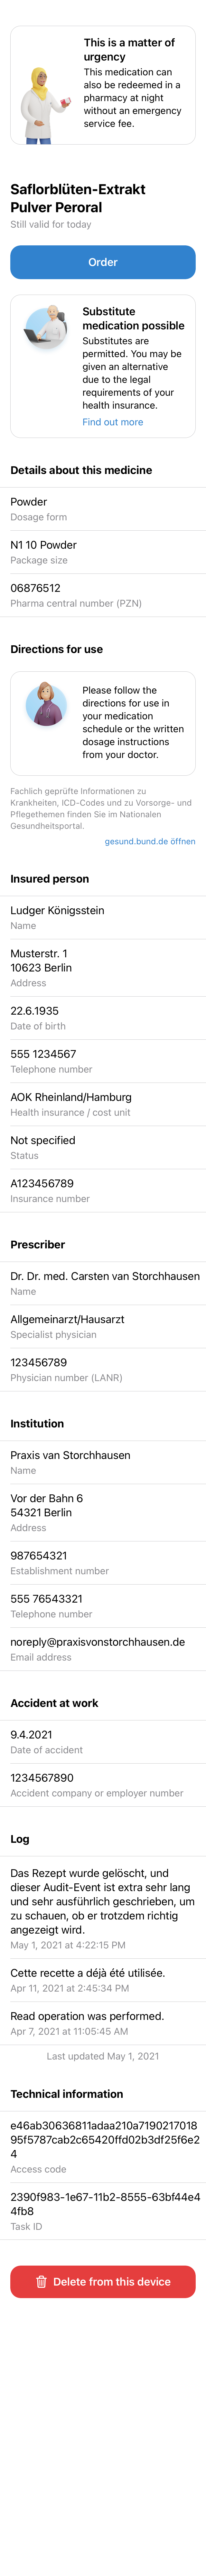 This is a matter of
urgency
This medication can
also be redeemed in a
pharmacy at night
without an emergency
service fee.
Saflorblüten-Extrakt
Pulver Peroral
Still valid for today
Order
Substitute
medication possible
Substitutes are
permitted. You may be
given an alternative
due to the legal
requirements of your
health insurance.
Find out more
Details about this medicine
Powder
Dosage form
N1 10 Powder
Package size
06876512
Pharma central number (PZN)
Directions for use
Please follow the
directions for use in
your medication
schedule or the written
dosage instructions
from your doctor.
Fachlich geprüfte Informationen zu
Krankheiten, ICD-Codes und zu Vorsorge- und
Pflegethemen finden Sie im Nationalen
Gesundheitsportal.
gesund.bund.de öffnen
Insured person
Ludger Königsstein
Name
Musterstr. 1
10623 Berlin
Address
22.6.1935
Date of birth
555 1234567
Telephone number
AOK Rheinland/Hamburg
Health insurance / cost unit
Not specified
Status
A123456789
Insurance number
Prescriber
Dr. Dr. med. Carsten van Storchhausen
Name
Allgemeinarzt/Hausarzt
Specialist physician
123456789
Physician number (LANR)
Institution
Praxis van Storchhausen
Name
Vor der Bahn 6
54321 Berlin
Address
987654321
Establishment number
555 76543321
Telephone number
noreply@praxisvonstorchhausen.de
Email address
Accident at work
9.4.2021
Date of accident
1234567890
Accident company or employer number
Log
Das Rezept wurde gelöscht, und
dieser Audit-Event ist extra sehr lang
und sehr ausführlich geschrieben, um
zu schauen, ob er trotzdem richtig
angezeigt wird.
May 1, 2021 at 4:22:15 PM
Cette recette a déjà été utilisée.
Apr 11, 2021 at 2:45:34 PM
Read operation was performed.
Apr 7, 2021 at 11:05:45 AM
Last updated May 1, 2021
Technical information
e46ab30636811adaa210a7190217018
95f5787cab2c65420ffd02b3df25f6e2
4
Access code
2390f983-1e67-11b2-8555-63bf44e4
4fb8
Task ID
Delete from this device